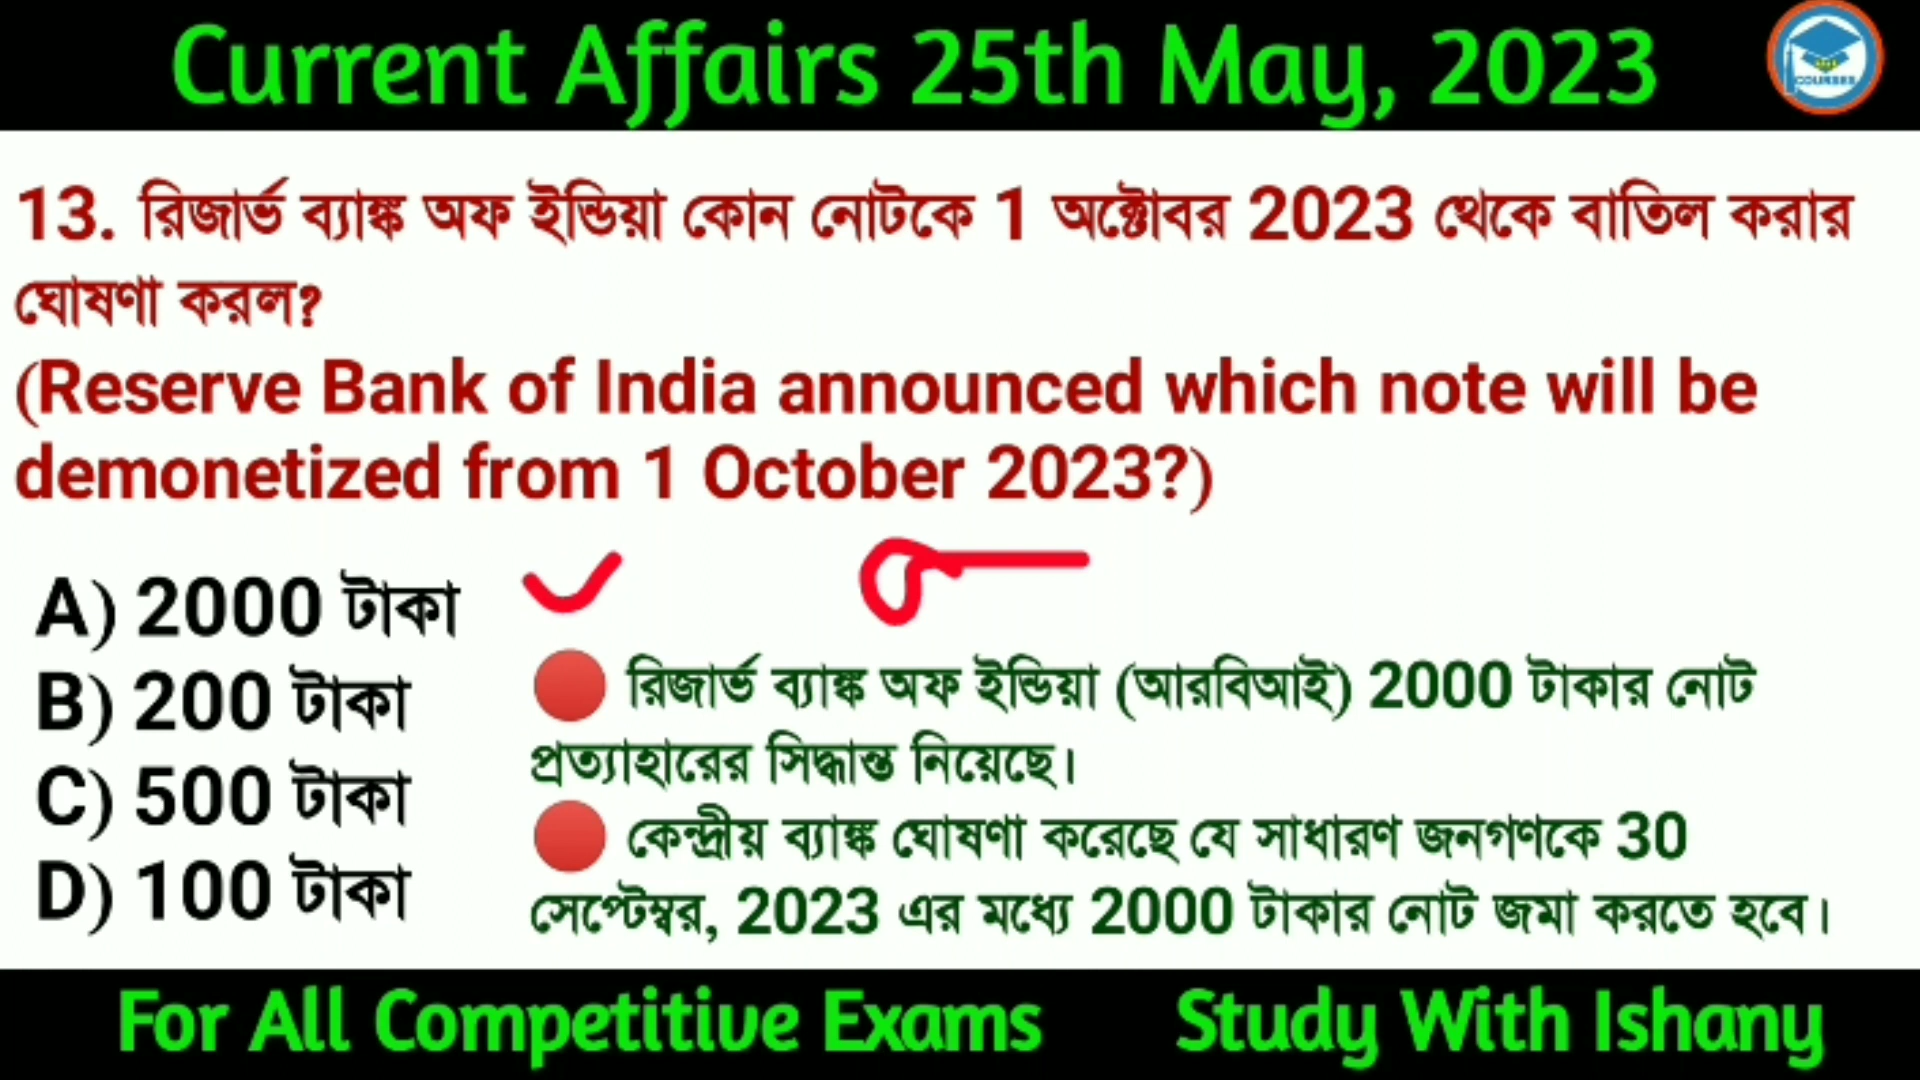 Current Affairs 25th May, 2023
COURSES
13. রিজার্ভ ব্যাঙ্ক অফ ইন্ডিয়া কোন নোটকে 1 অক্টোবর 2023 থেকে বাতিল করার
ঘোষণা করল?
(Reserve Bank of India announced which note will be
demonetized from 1 October 2023?)
A) 2000 টাকা
B) 200 টাকা
C) 500 টাকা
D) 100 টাকা
রিজার্ভ ব্যাঙ্ক অফ ইন্ডিয়া (আরবিআই) 2000 টাকার নোট
প্রত্যাহারের সিদ্ধান্ত নিয়েছে।
কেন্দ্রীয় ব্যাঙ্ক ঘোষণা করেছে যে সাধারণ জনগণকে 30
সেপ্টেম্বর, 2023 এর মধ্যে 2000 টাকার নোট জমা করতে হবে।
For All Competitive Exams
Study With Ishany